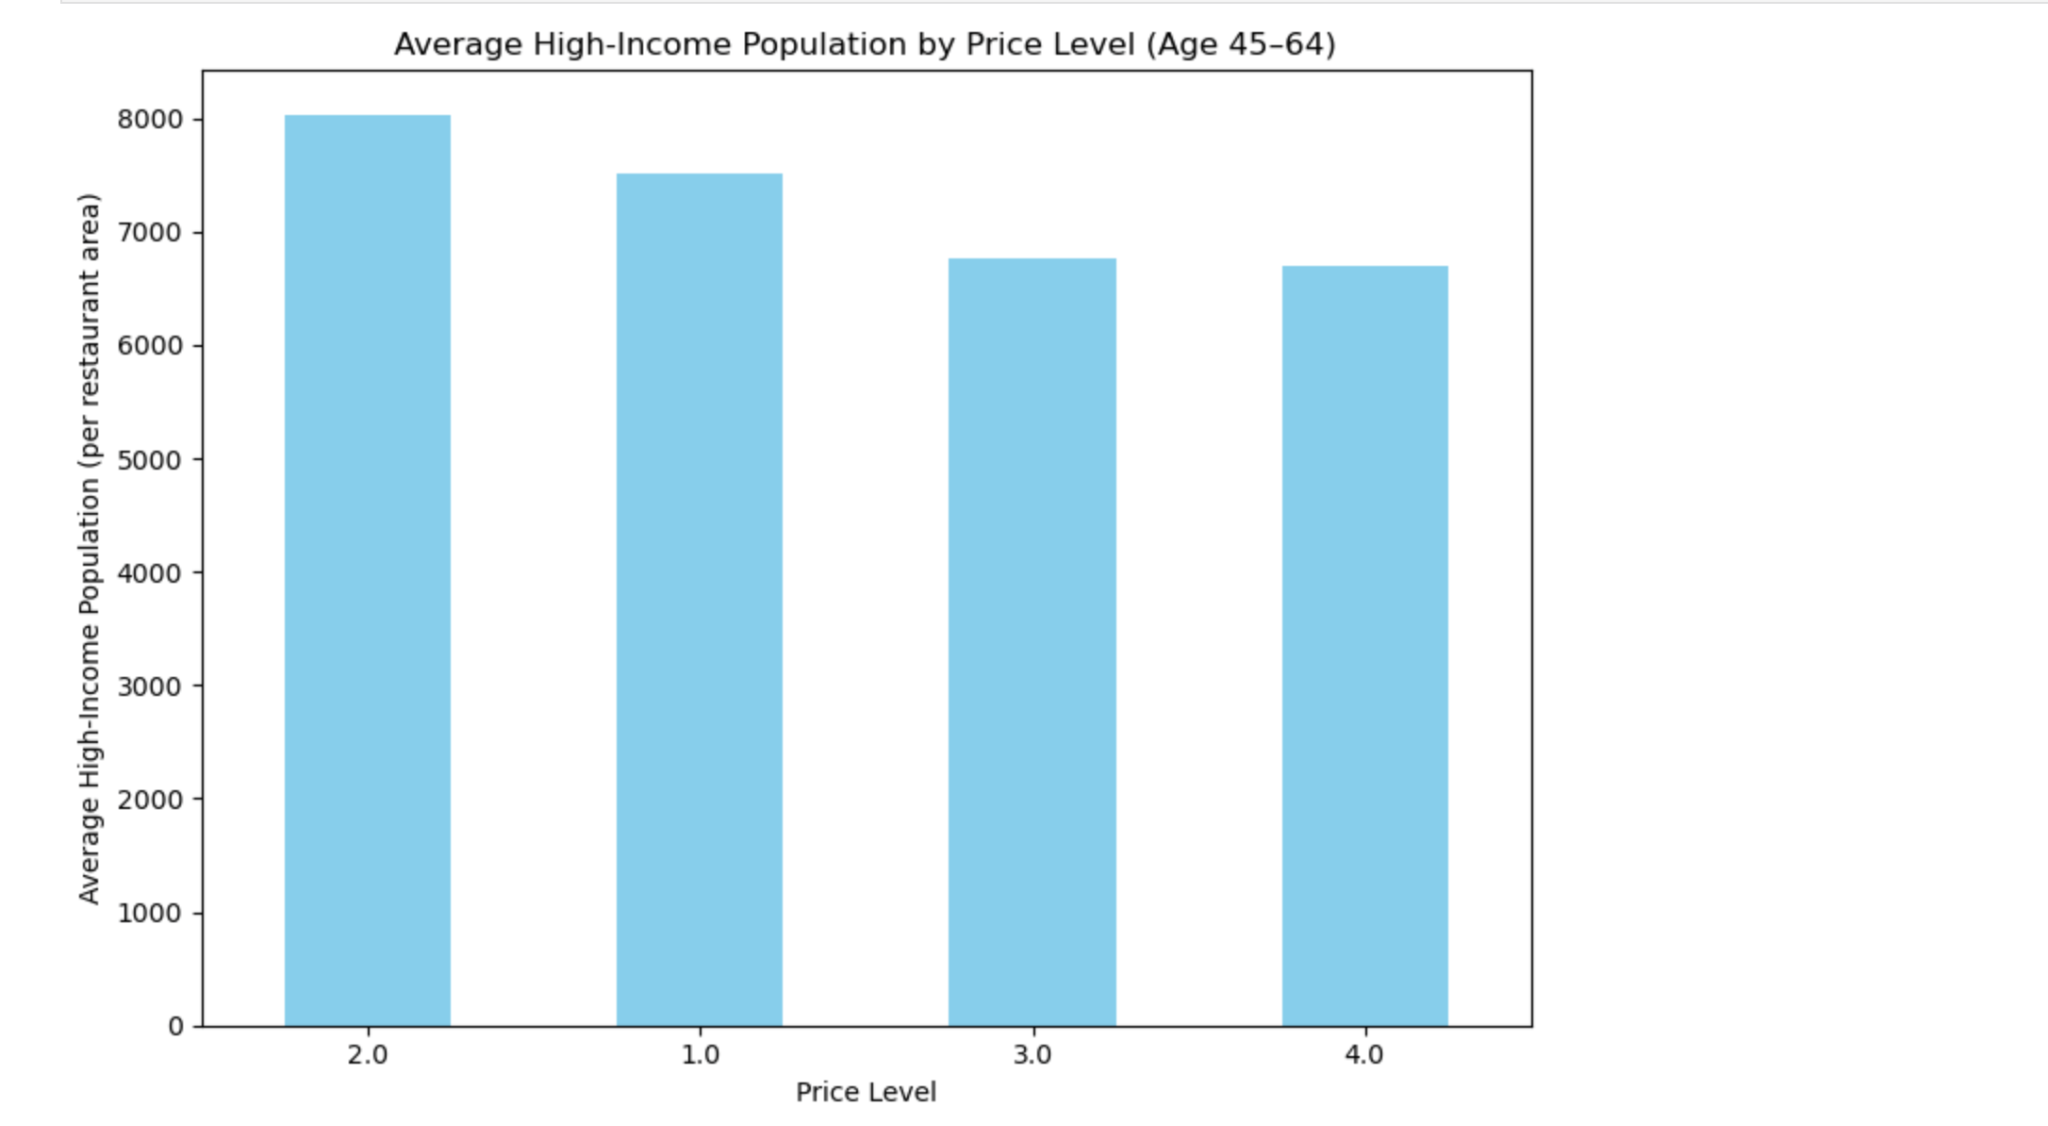 Average High-Income Population by Price Level (Age 45–64)
Average High-Income Population (per restaurant area)
8000
7000
6000
5000
4000
3000
2000
1000
0
2.0 1.0 3.0 4.0
Price Level